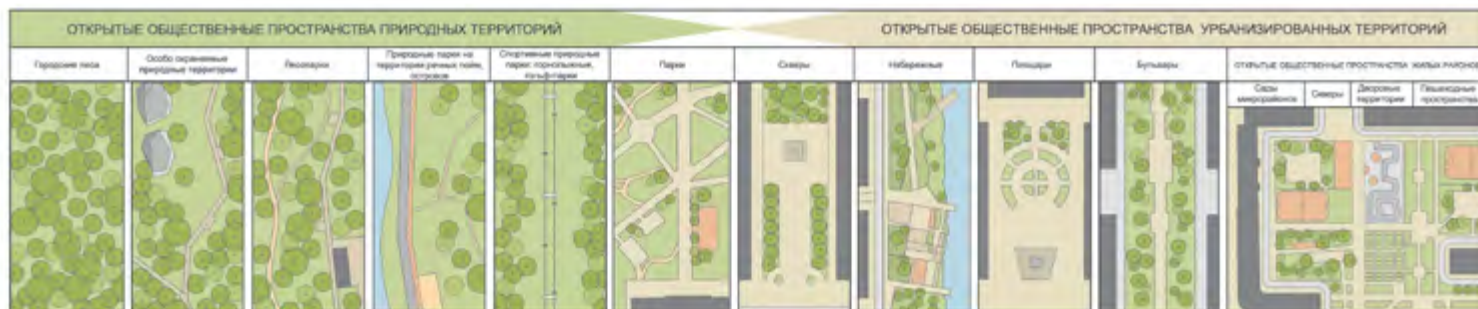 ОТКРЫТЫЕ ОБЩЕСТВЕННЫЕ ПРОСТРАНСТВА ПРИРОДНЫХ ТЕРРИТОРИЙ
ОТКРЫТЫЕ ОБЩЕСТВЕННЫЕ ПРОСТРАНСТВА УРБАНИЗИРОВАННЫХ ТЕРРИТОРИЙ
Городские леса
Особо охраняемые
природные территории
Лесопарки
Природные парки на
территории речных пойм,
островов
Спортивные природные
парки: горнолыжные,
гольф-парки
Парки
Скверы
Набережные
Площади
Бульвары
ОТКРЫТЫЕ ОБЩЕСТВЕННЫЕ ПРОСТРАНСТВА ЖИЛЫХ РАЙОНОВ
Сады
микрорайонов
Скверы
Дворовые
территории
Пешеходные
пространства